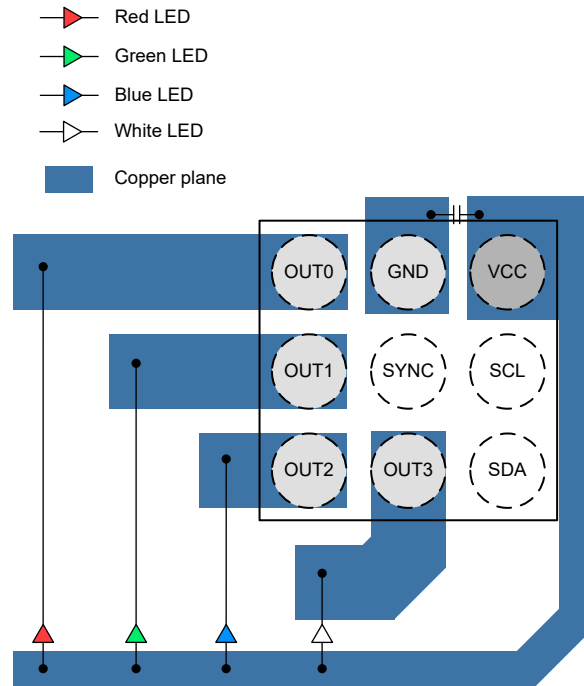 Red LED
Green LED
Blue LED
White LED
Copper plane
OUT0 GND VCC
OUT1 SYNC SCL
OUT2 OUT3 SDA